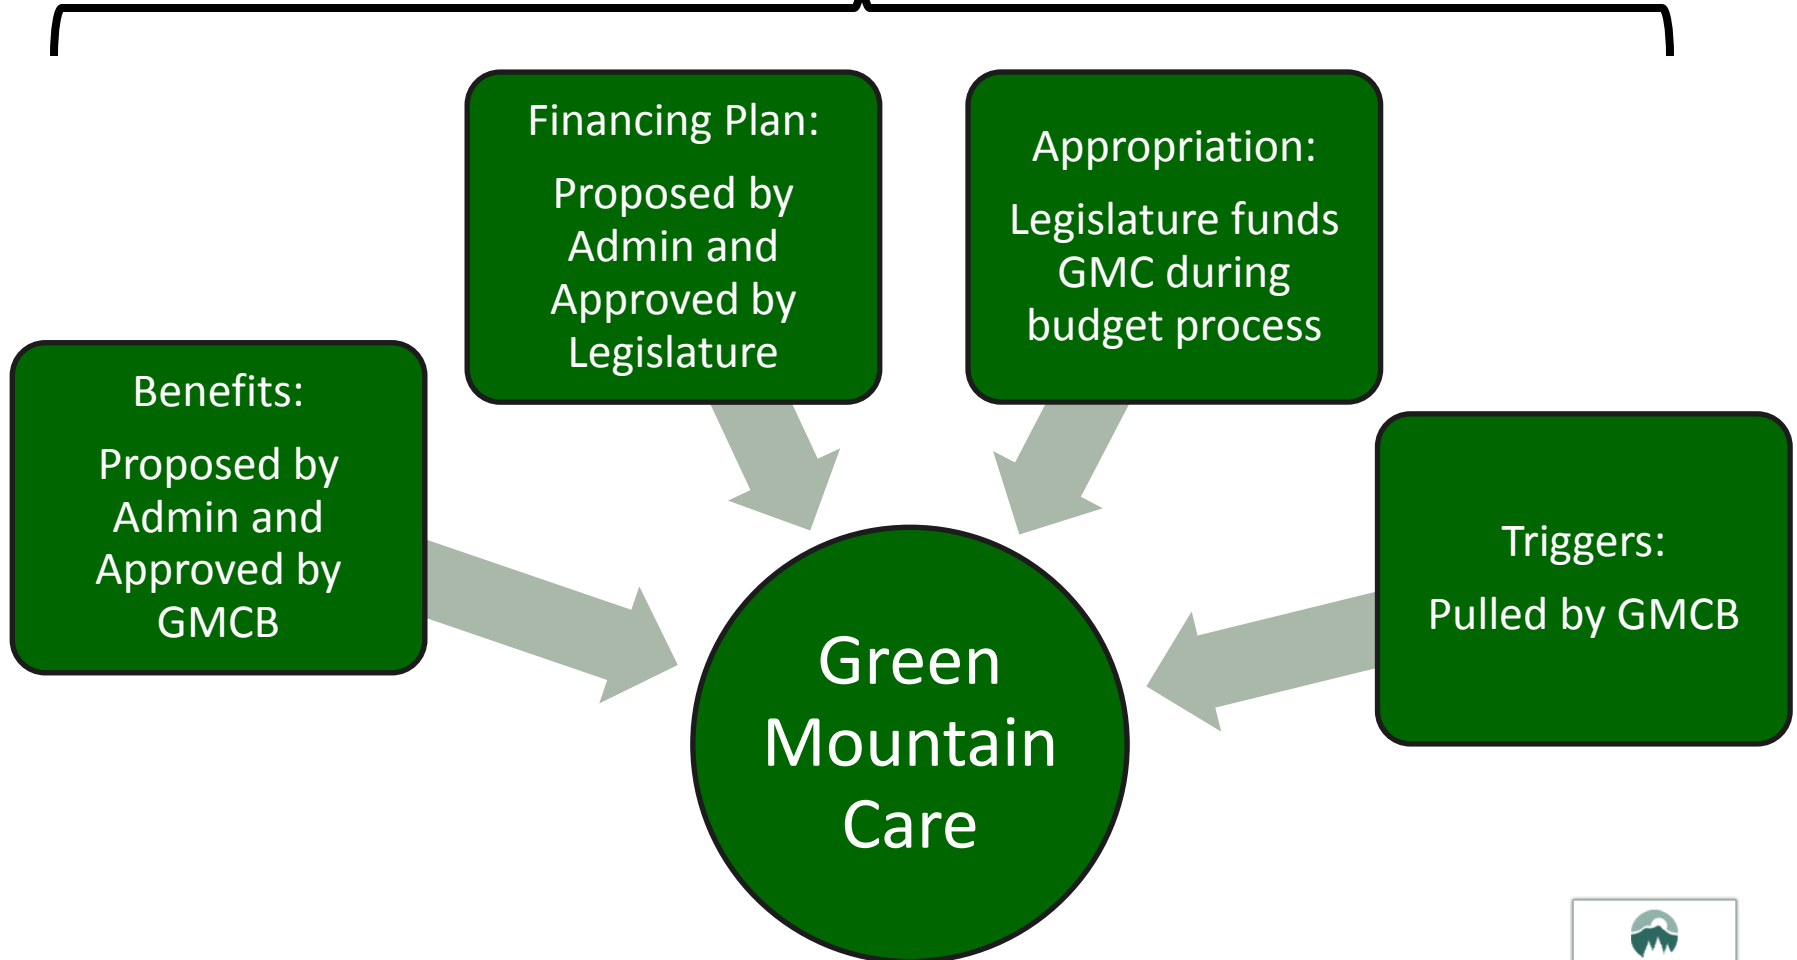 Financing Plan:
Proposed by
Admin and
Approved by
Legislature
Appropriation:
Legislature funds
GMC during
budget process
Benefits:
Proposed by
Admin and
Approved by
GMCB
Triggers:
Pulled by GMCB
Green
Mountain
Care